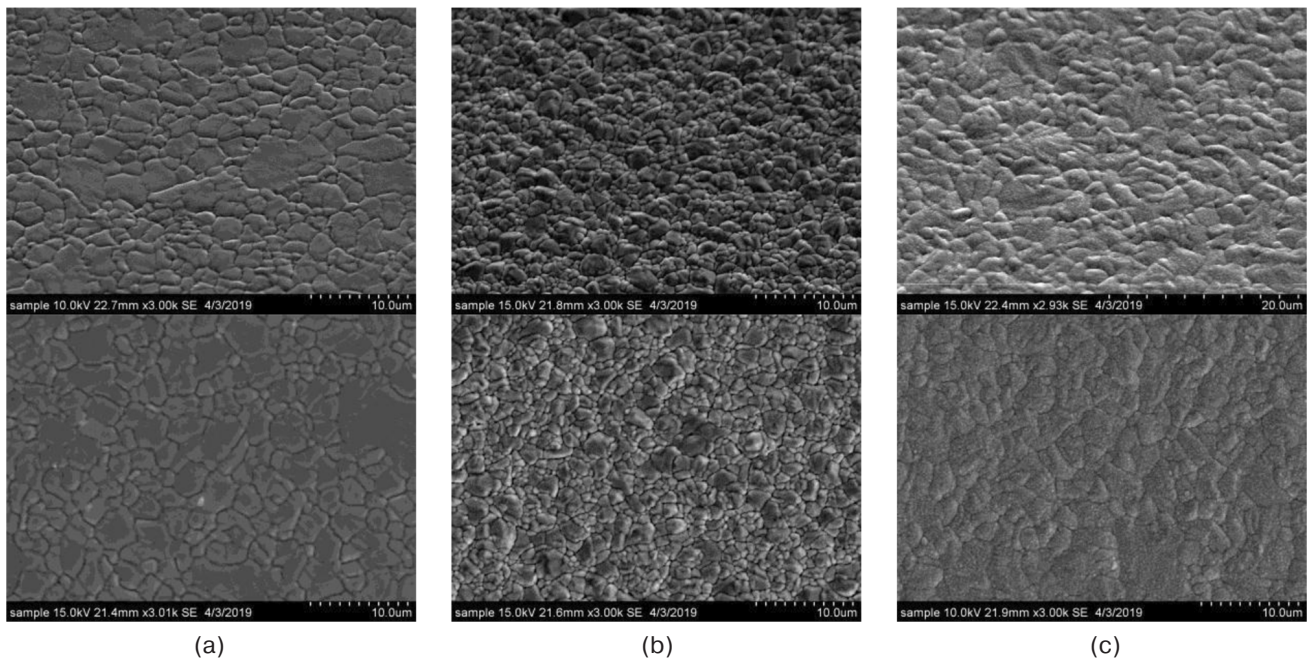 sample 10.0kV 22.7mm x3.00k SE 4/3/2019 10.0um
sample 15.0kV 21.8mm x3.00k SE 4/3/2019 10.0um
sample 15.0kV 22.4mm x2.93k SE 4/3/2019 20.0um
sample 15.0kV 21.4mm x3.01k SE 4/3/2019 10.0um
sample 15.0kV 21.6mm x3.00k SE 4/3/2019 10.0um
sample 10.0kV 21.9mm x3.00k SE 4/3/2019 10.0um
(a)
(b)
(c)